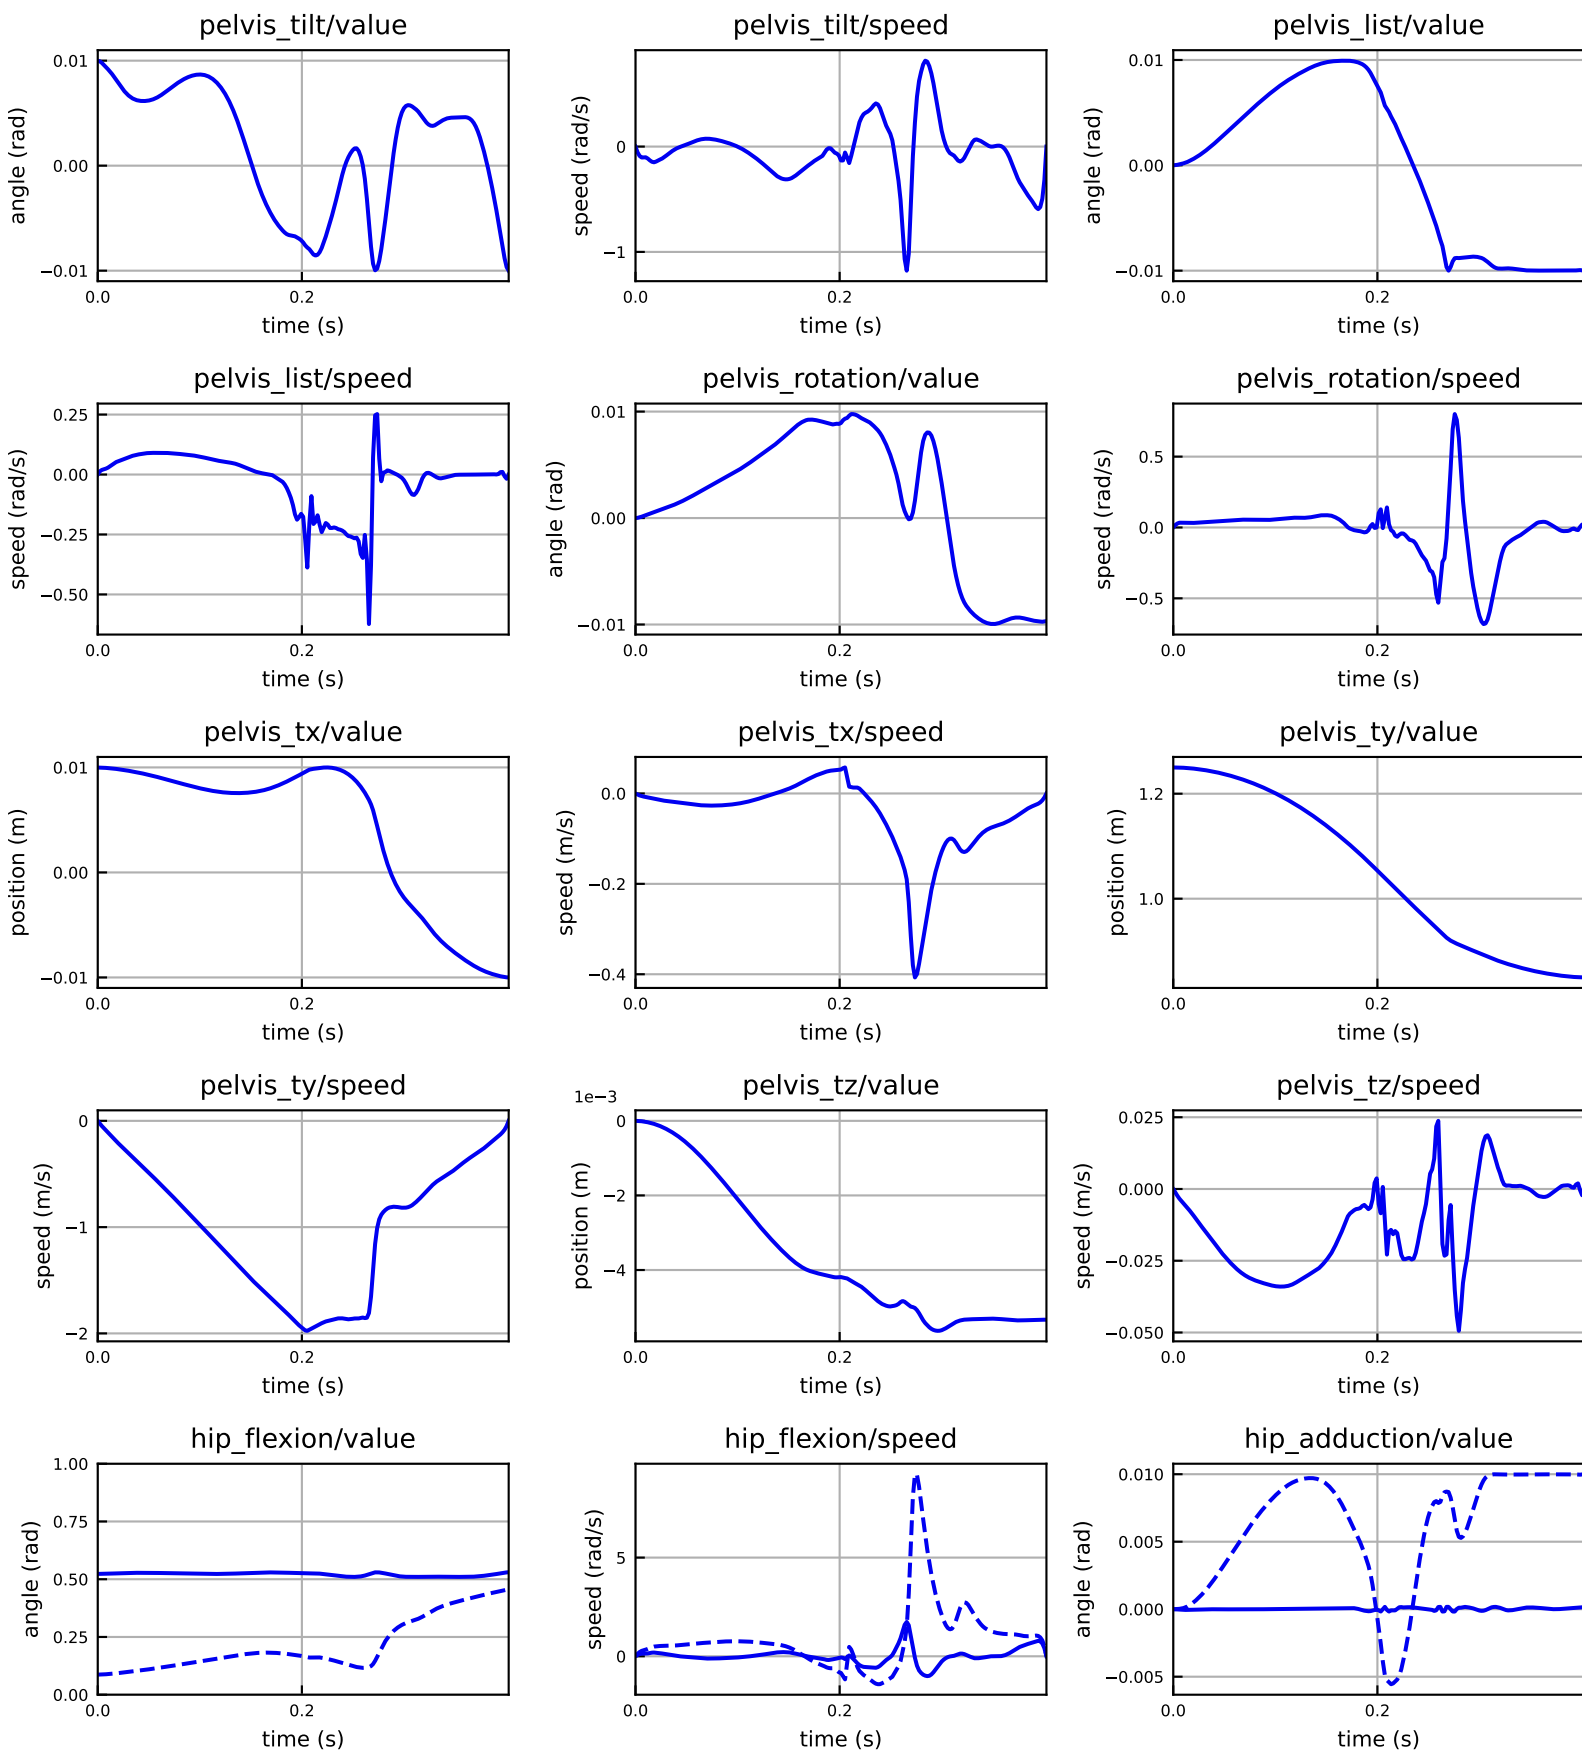 pelvis_tilt/value
pelvis_tilt/speed
pelvis_list/value
angle (rad)
0.01
0.00
−0.01
0.0
0.2
time (s)
speed (rad/s)
0
−1
0.0
0.2
time (s)
angle (rad)
0.01
0.00
−0.01
0.0
0.2
time (s)
pelvis_list/speed
pelvis_rotation/value
pelvis_rotation/speed
speed (rad/s)
0.25
0.00
−0.25
−0.50
0.0
0.2
time (s)
angle (rad)
0.01
0.00
−0.01
0.0
0.2
time (s)
speed (rad/s)
0.5
0.0
−0.5
0.0
0.2
time (s)
pelvis_tx/value
pelvis_tx/speed
pelvis_ty/value
position (m)
0.01
0.00
−0.01
0.0
0.2
time (s)
speed (m/s)
0.0
−0.2
−0.4
0.0
0.2
time (s)
position (m)
1.2
1.0
0.0
0.2
time (s)
pelvis_ty/speed
pelvis_tz/value
pelvis_tz/speed
speed (m/s)
0
−1
−2
0.0
0.2
time (s)
1e−3
position (m)
0
−2
−4
0.0
0.2
time (s)
speed (m/s)
0.025
0.000
−0.025
−0.050
0.0
0.2
time (s)
hip_flexion/value
hip_flexion/speed
hip_adduction/value
angle (rad)
1.00
0.75
0.50
0.25
0.00
0.0
0.2
time (s)
speed (rad/s)
5
0
0.0
0.2
time (s)
angle (rad)
0.010
0.005
0.000
−0.005
0.0
0.2
time (s)